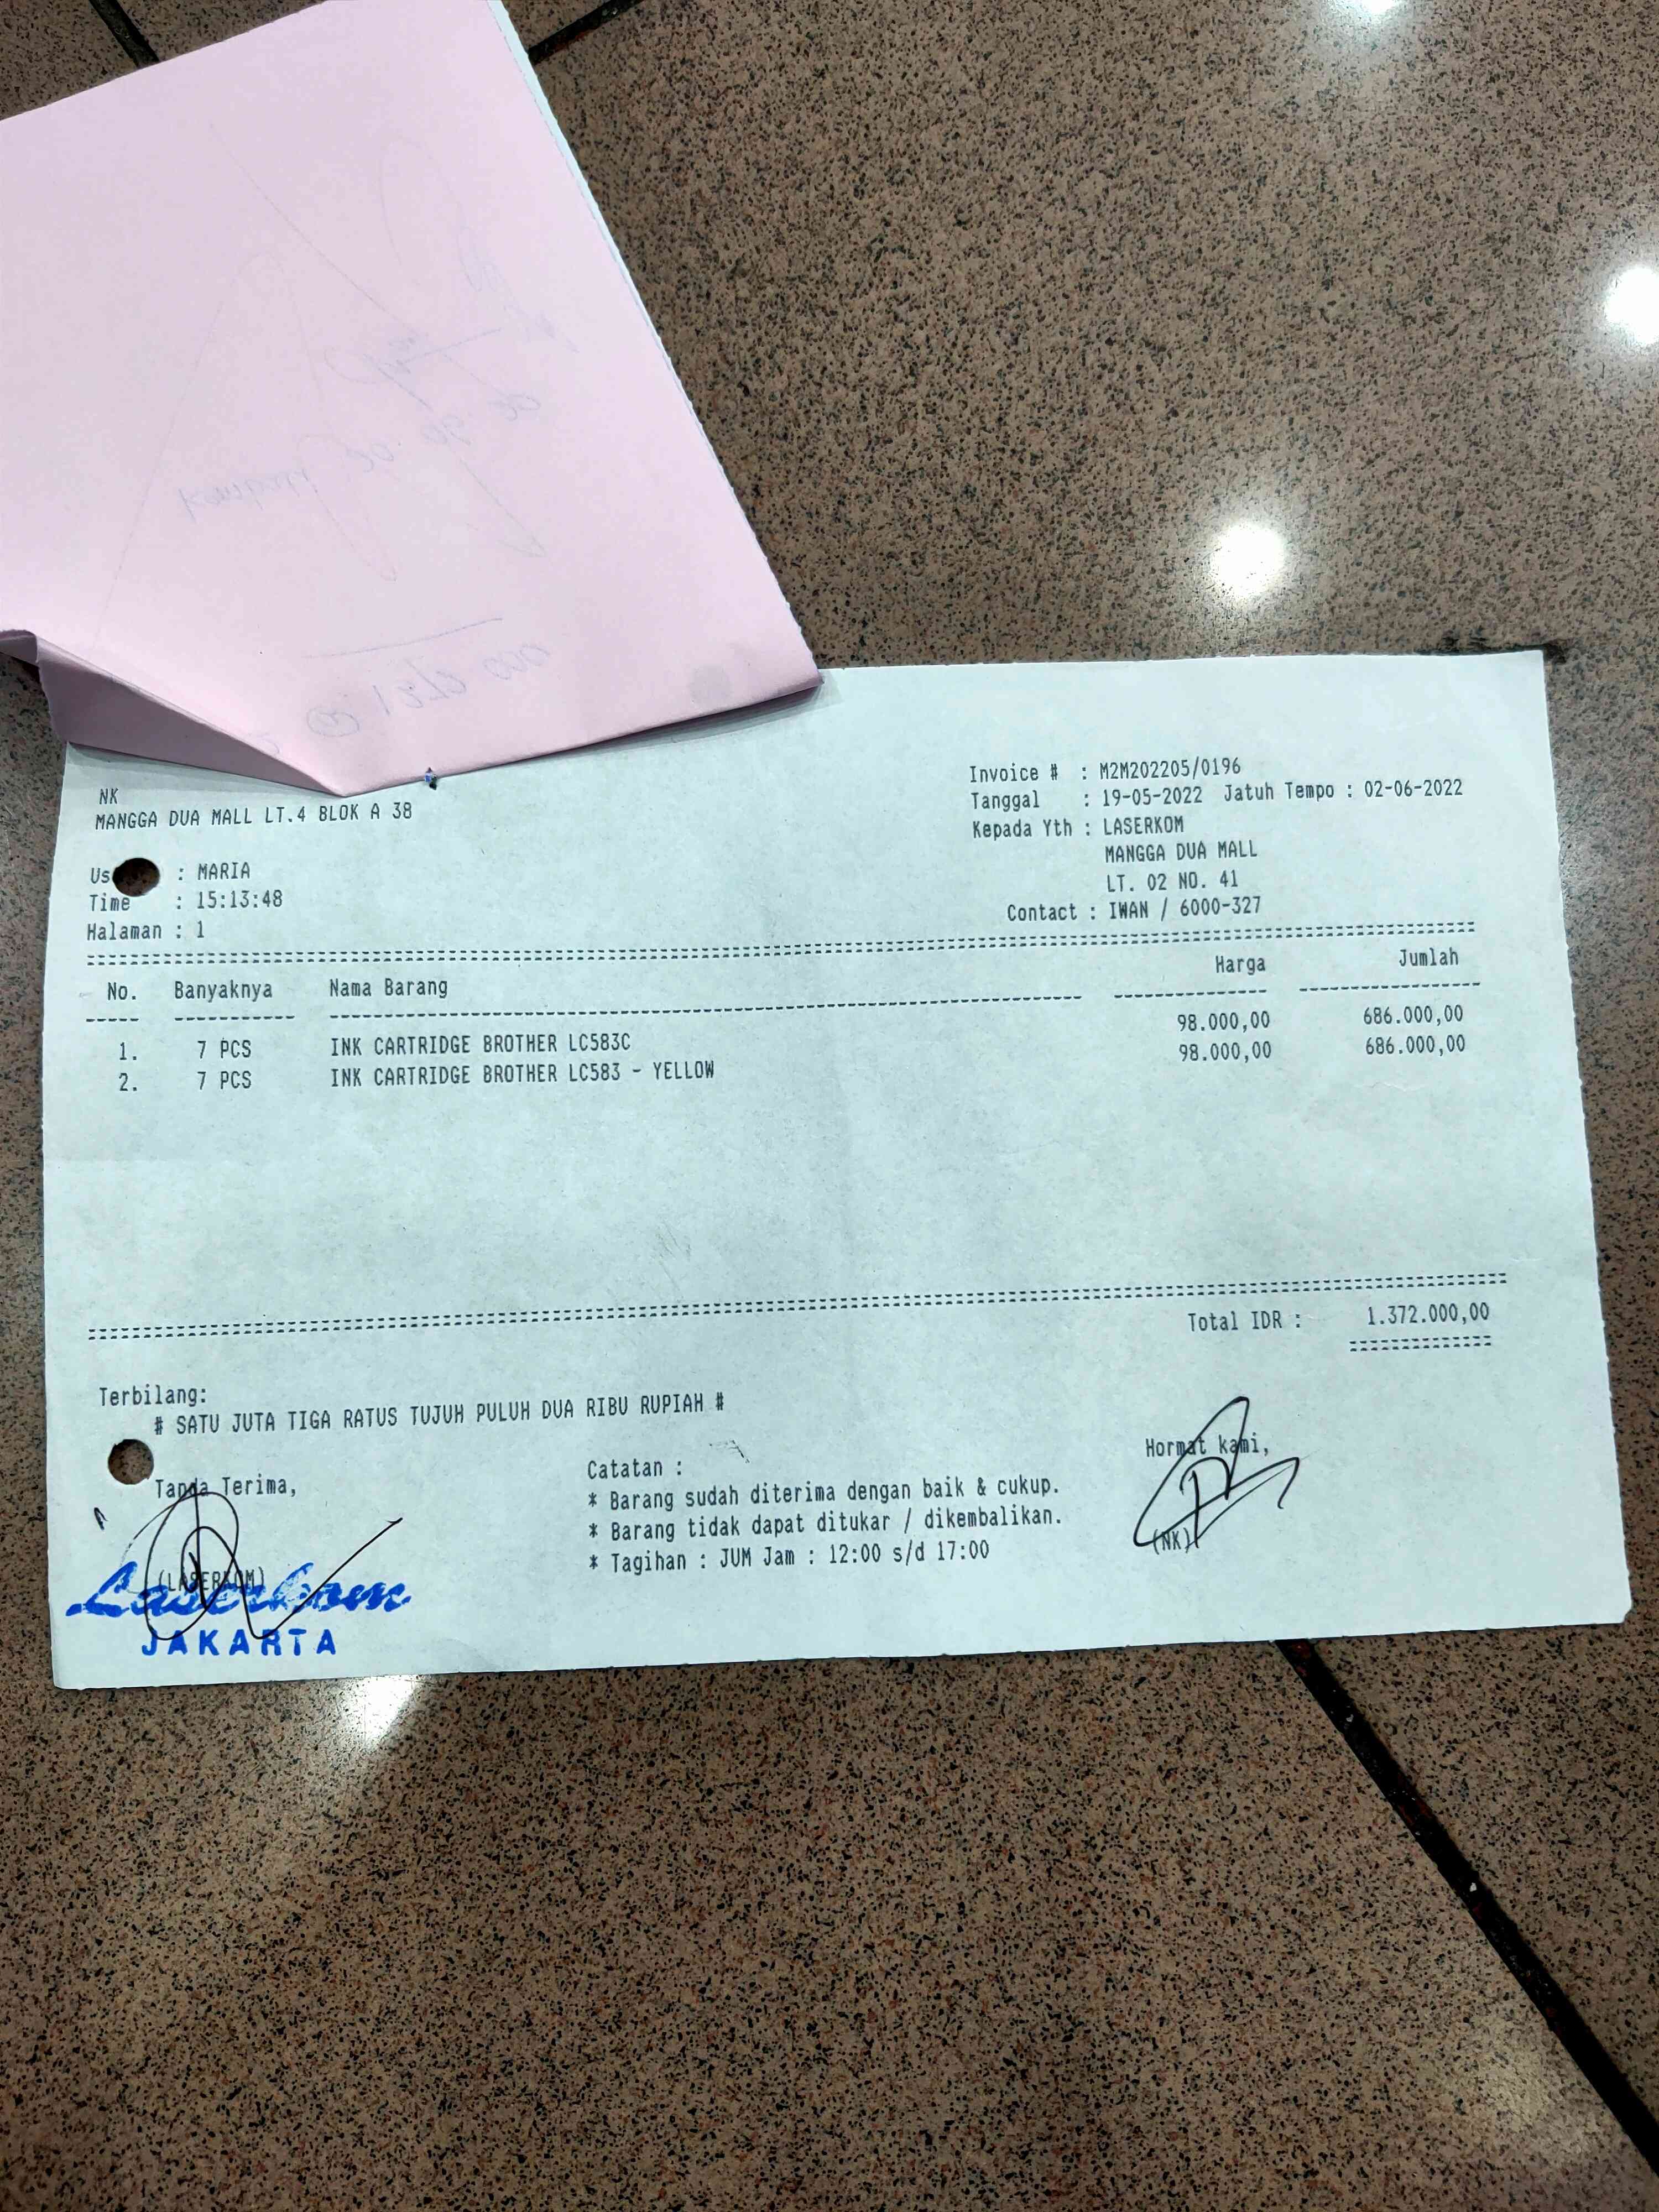 NK
MANGGA DUA MALL LT.4 BLOK A 38
Us : MARIA
Time : 15:13:48
Halaman : 1
Invoice # : M2M202205/0196
Tanggal : 19-05-2022 Jatuh Tempo : 02-06-2022
Kepada Yth : LASERKOM
MANGGA DUA MALL
LT. 02 NO. 41
Contact : IWAN / 6000-327
No. Banyaknya Nama Barang Harga Jumlah
1. 7 PCS INK CARTRIDGE BROTHER LC583C 98.000,00 686.000,00
2. 7 PCS INK CARTRIDGE BROTHER LC583 - YELLOW 98.000,00 686.000,00
Total IDR : 1.372.000,00
Terbilang:
# SATU JUTA TIGA RATUS TUJUH PULUH DUA RIBU RUPIAH #
Tanda Terima,
(LASERKOM)
Laserkom
JAKARTA
Catatan :
* Barang sudah diterima dengan baik & cukup.
* Barang tidak dapat ditukar / dikembalikan.
* Tagihan : JUM Jam : 12:00 s/d 17:00
Hormat kami,
(NK)